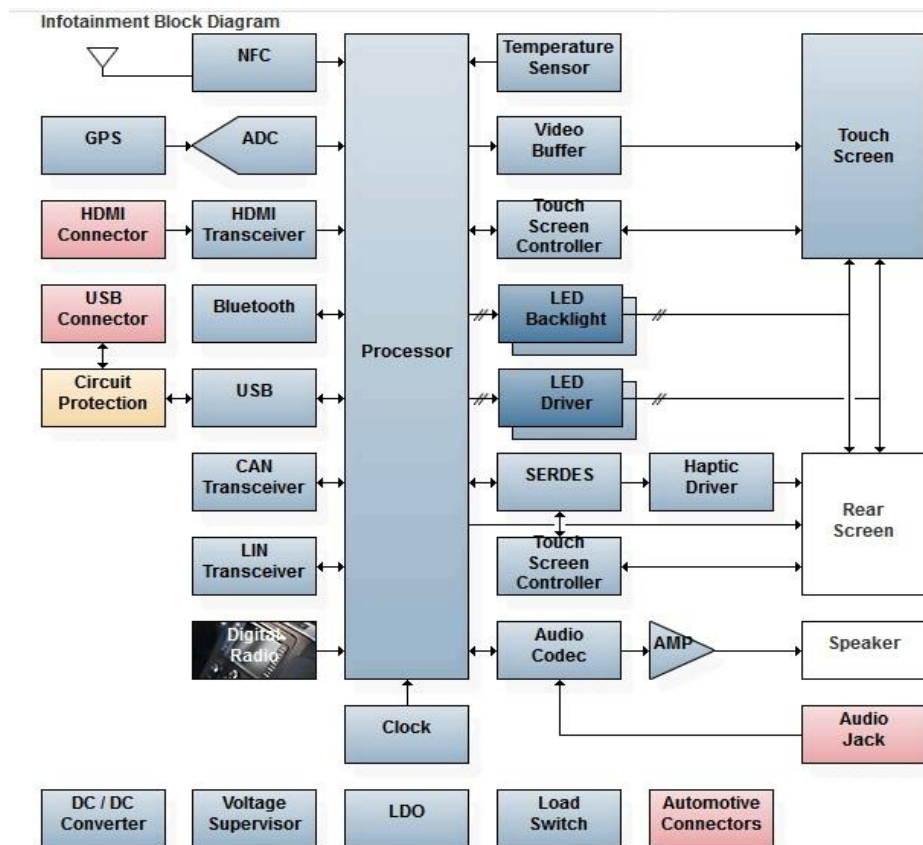 Infotainment Block Diagram
NFC
Temperature
Sensor
GPS
ADC
Video
Buffer
Touch
Screen
HDMI
Connector
HDMI
Transceiver
Touch
Screen
Controller
USB
Connector
Bluetooth
LED
Backlight
Processor
Circuit
Protection
USB
LED
Driver
CAN
Transceiver
SERDES
Haptic
Driver
Rear
Screen
LIN
Transceiver
Touch
Screen
Controller
Digital
Radio
Audio
Codec
AMP
Speaker
Clock
Audio
Jack
DC / DC
Converter
Voltage
Supervisor
LDO
Load
Switch
Automotive
Connectors